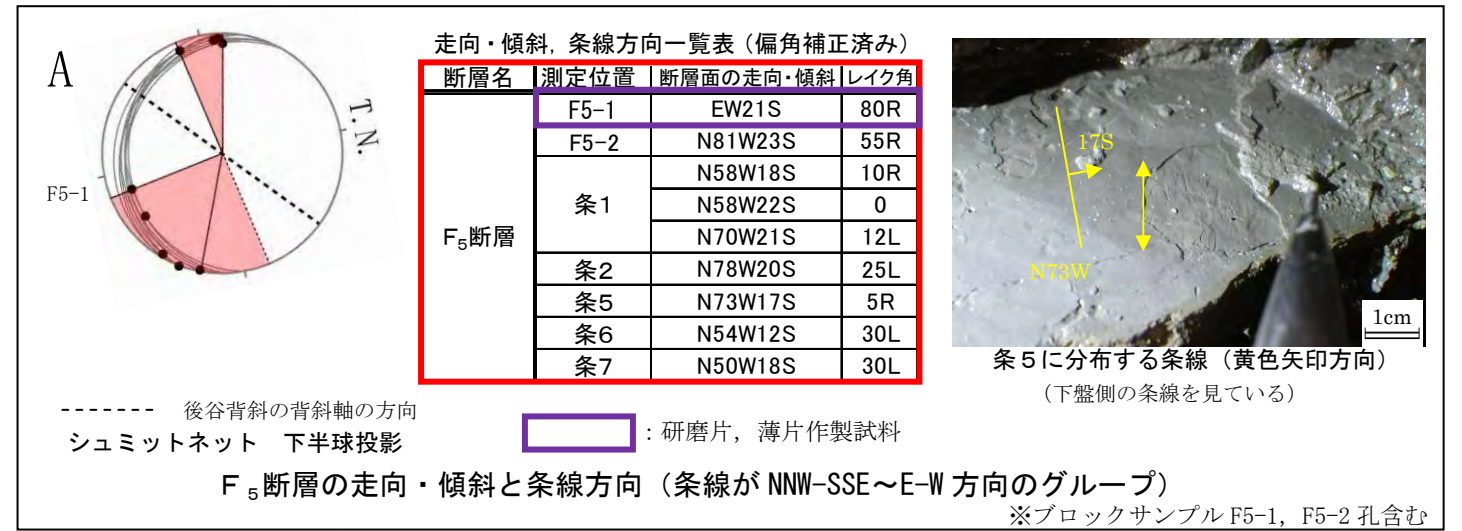 A
T.N.
F5-1
------- 後谷背斜の背斜軸の方向
シュミットネット 下半球投影
走向・傾斜，条線方向一覧表（偏角補正済み）
断層名 測定位置 断層面の走向・傾斜 レイク角
F₅断層
F5-1 EW21S 80R
F5-2 N81W23S 55R
条1 N58W18S 10R
N58W22S 0
N70W21S 12L
条2 N78W20S 25L
条5 N73W17S 5R
条6 N54W12S 30L
条7 N50W18S 30L
：研磨片，薄片作製試料
17S
N73W
1cm
条５に分布する条線（黄色矢印方向）
（下盤側の条線を見ている）
Ｆ₅断層の走向・傾斜と条線方向（条線が NNW-SSE～E-W 方向のグループ）
※ブロックサンプル F5-1，F5-2 孔含む